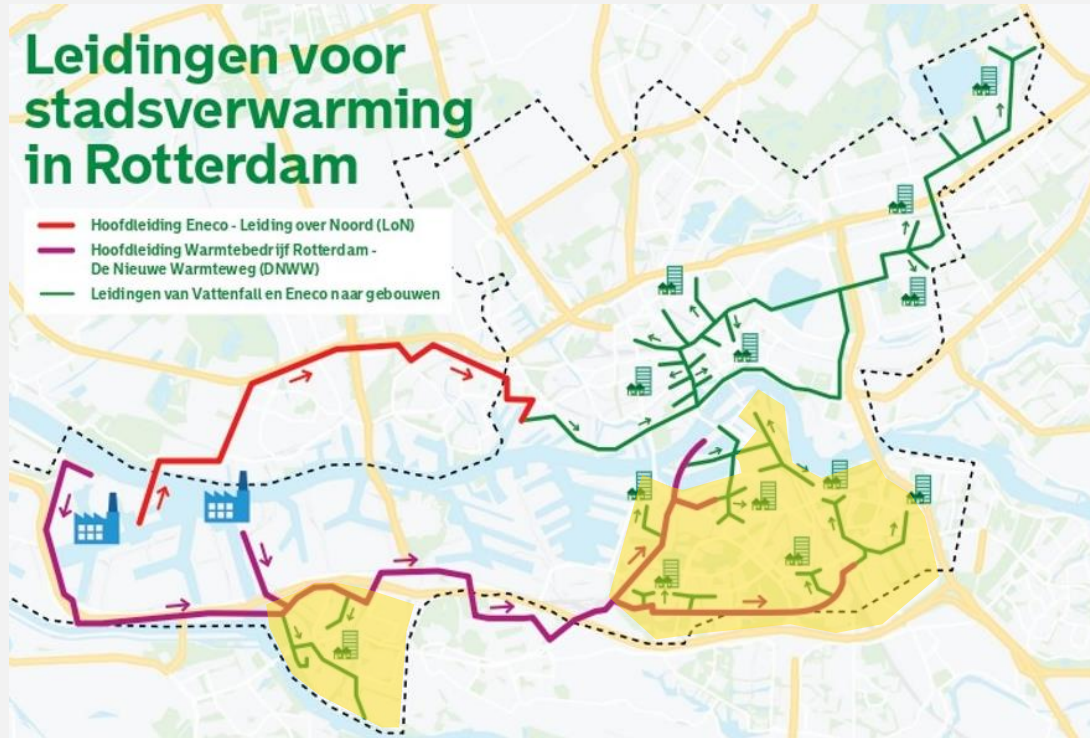 Leidingen voor
stadsverwarming
in Rotterdam
Hoofdleiding Eneco - Leiding over Noord (LoN)
Hoofdleiding Warmtebedrijf Rotterdam -
De Nieuwe Warmteweg (DNWW)
Leidingen van Vattenfall en Eneco naar gebouwen